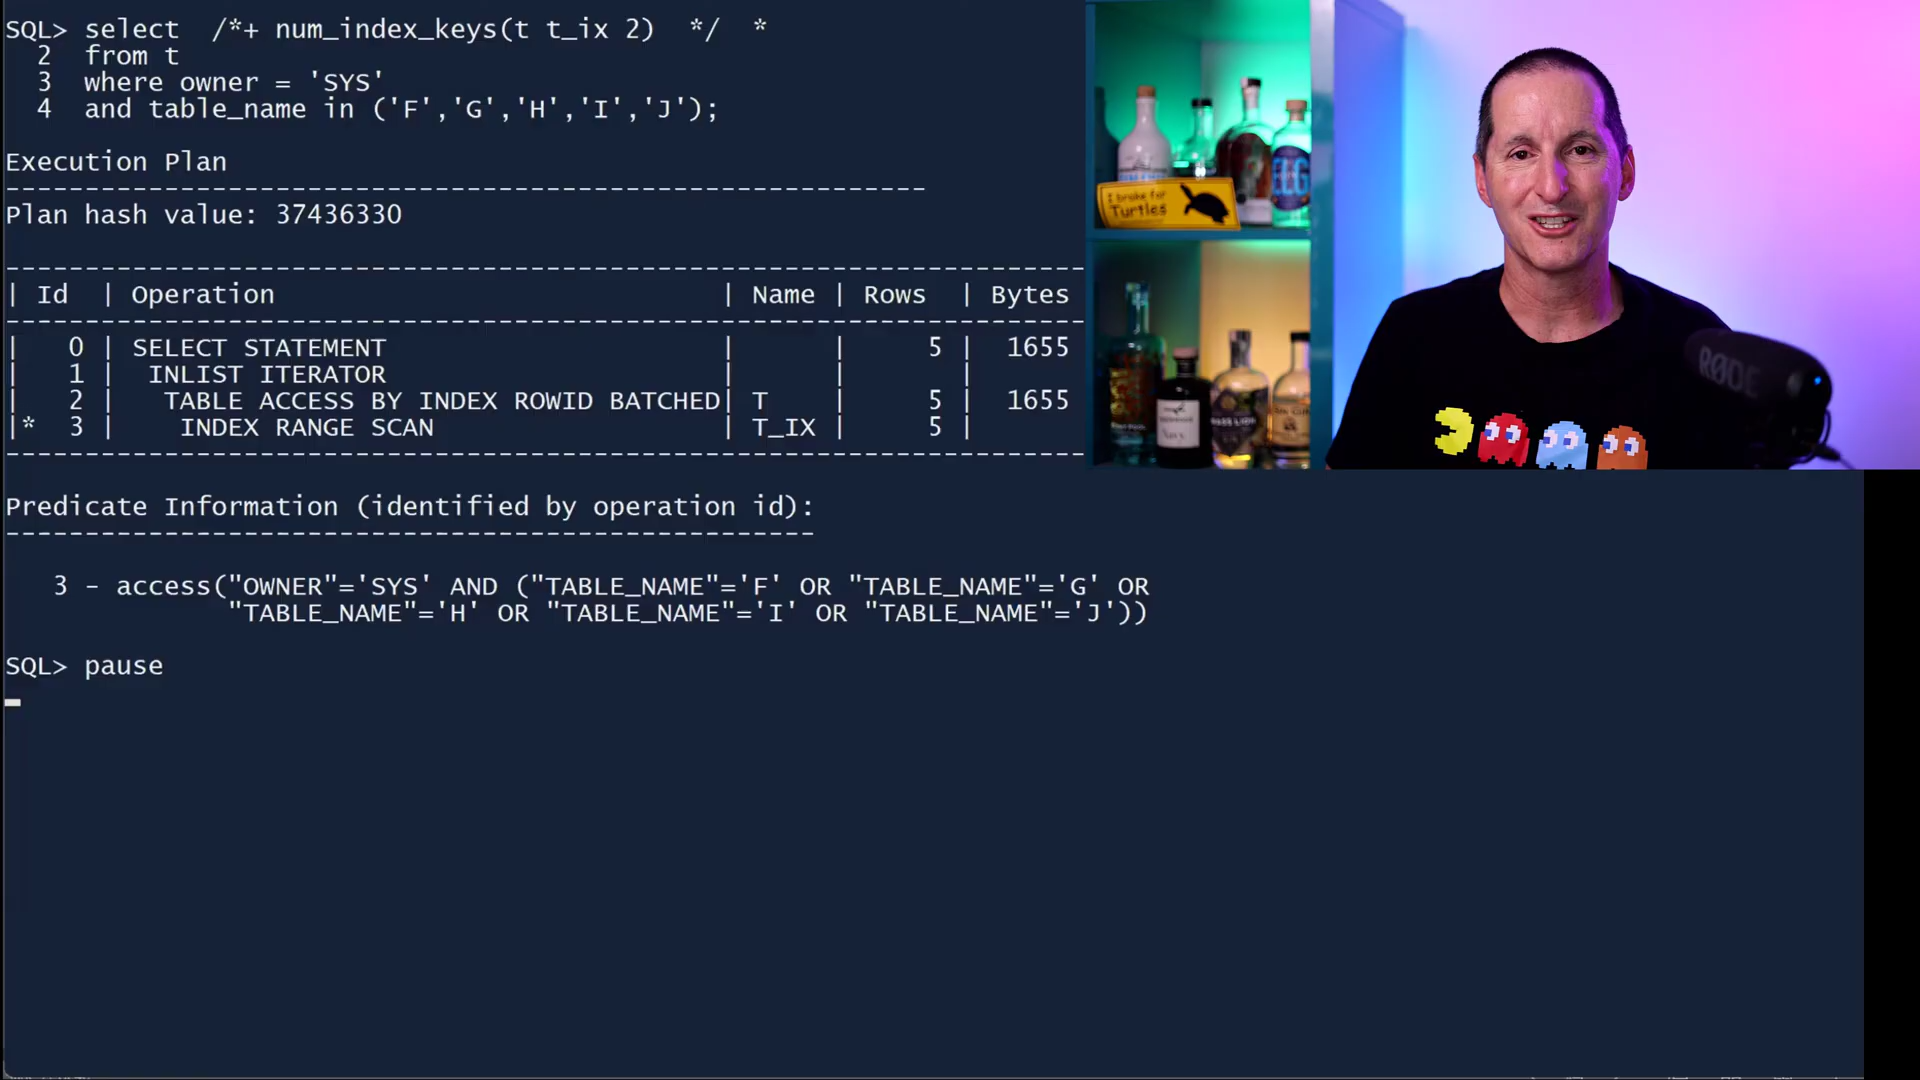 SQL> select  /*+ num_index_keys(t t_ix 2)  */  *
  2  from t
  3  where owner = 'SYS'
  4  and table_name in ('F','G','H','I','J');
Execution Plan
----------------------------------------------------------
Plan hash value: 37436330
--------------------------------------------------------------------
| Id  | Operation                            | Name | Rows  | Bytes
--------------------------------------------------------------------
|   0 | SELECT STATEMENT                     |      |     5 |  1655
|   1 |  INLIST ITERATOR                     |      |       |
|   2 |   TABLE ACCESS BY INDEX ROWID BATCHED| T    |     5 |  1655
|*  3 |    INDEX RANGE SCAN                  | T_IX |     5 |
--------------------------------------------------------------------
Predicate Information (identified by operation id):
---------------------------------------------------
   3 - access("OWNER"='SYS' AND ("TABLE_NAME"='F' OR "TABLE_NAME"='G' OR
              "TABLE_NAME"='H' OR "TABLE_NAME"='I' OR "TABLE_NAME"='J'))
SQL> pause
I brake for
Turtles
RØDE